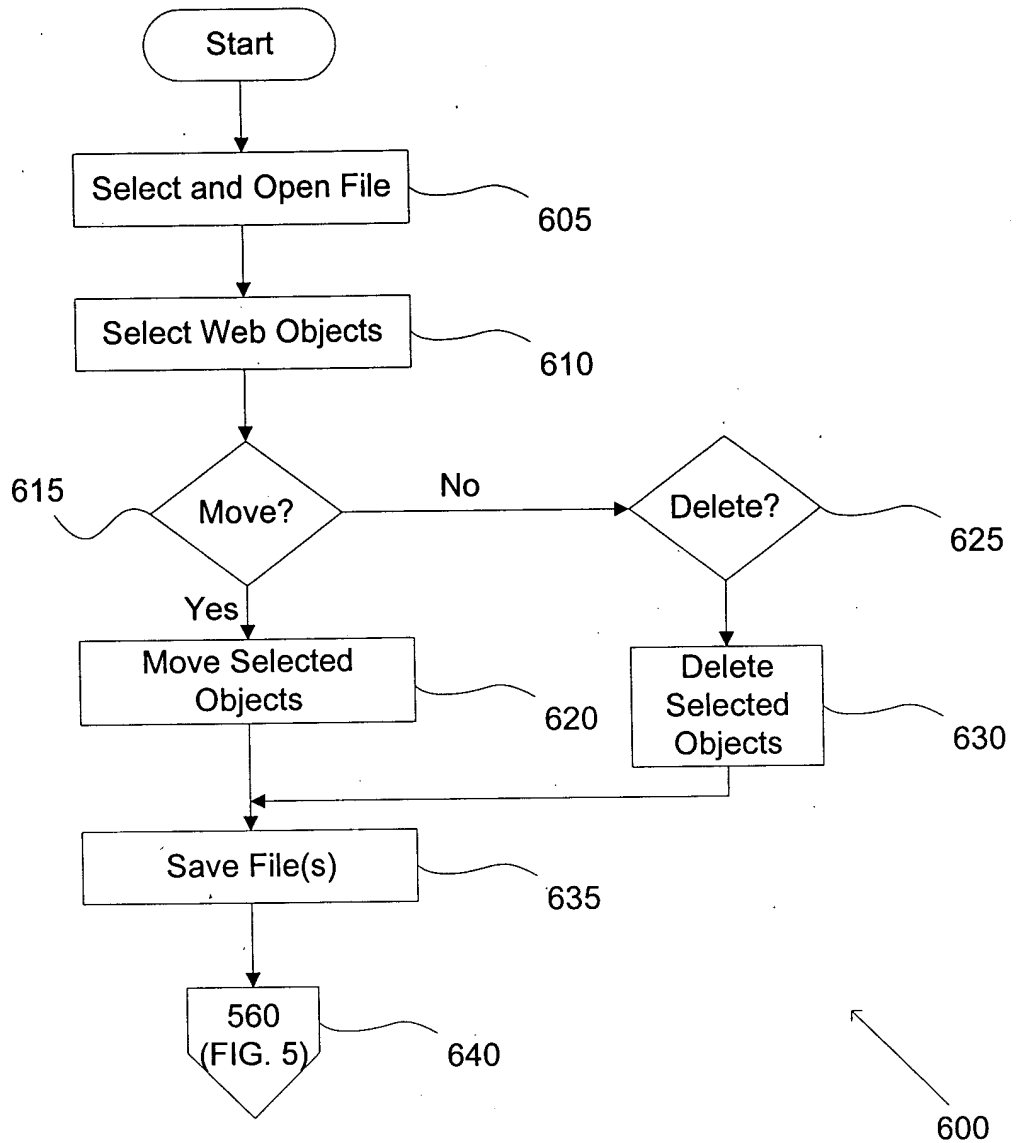 Start
Select and Open File
605
Select Web Objects
610
615
Move?
No
Delete?
625
Yes
Move Selected
Objects
620
Delete
Selected
Objects
630
Save File(s)
635
560
(FIG. 5)
640
600